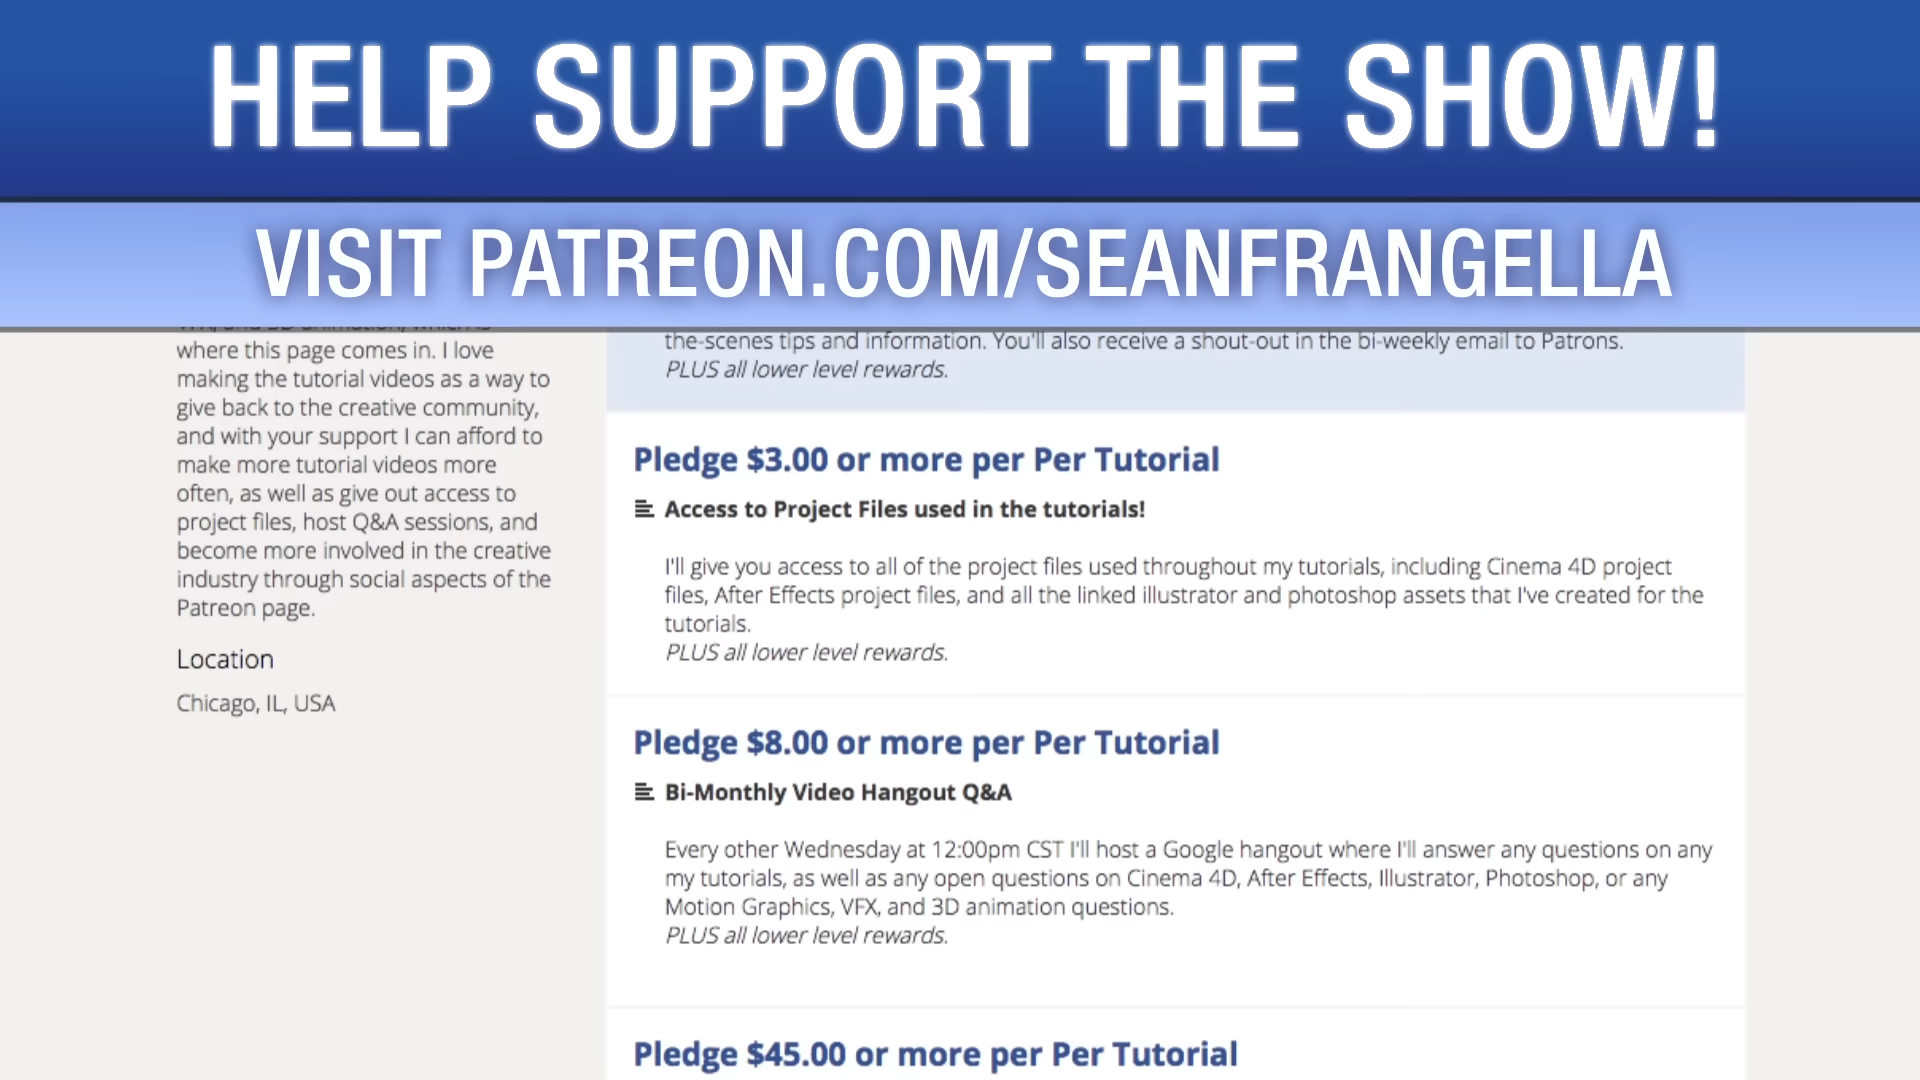 HELP SUPPORT THE SHOW!
VISIT PATREON.COM/SEANFRANGELLA
where this page comes in. I love
making the tutorial videos as a way to
give back to the creative community,
and with your support I can afford to
make more tutorial videos more
often, as well as give out access to
project files, host Q&A sessions, and
become more involved in the creative
industry through social aspects of the
Patreon page.
Location
Chicago, IL, USA
the-scenes tips and information. You'll also receive a shout-out in the bi-weekly email to Patrons.
PLUS all lower level rewards.
Pledge $3.00 or more per Per Tutorial
Access to Project Files used in the tutorials!
I'll give you access to all of the project files used throughout my tutorials, including Cinema 4D project
files, After Effects project files, and all the linked illustrator and photoshop assets that I've created for the
tutorials.
PLUS all lower level rewards.
Pledge $8.00 or more per Per Tutorial
Bi-Monthly Video Hangout Q&A
Every other Wednesday at 12:00pm CST I'll host a Google hangout where I'll answer any questions on any
my tutorials, as well as any open questions on Cinema 4D, After Effects, Illustrator, Photoshop, or any
Motion Graphics, VFX, and 3D animation questions.
PLUS all lower level rewards.
Pledge $45.00 or more per Per Tutorial